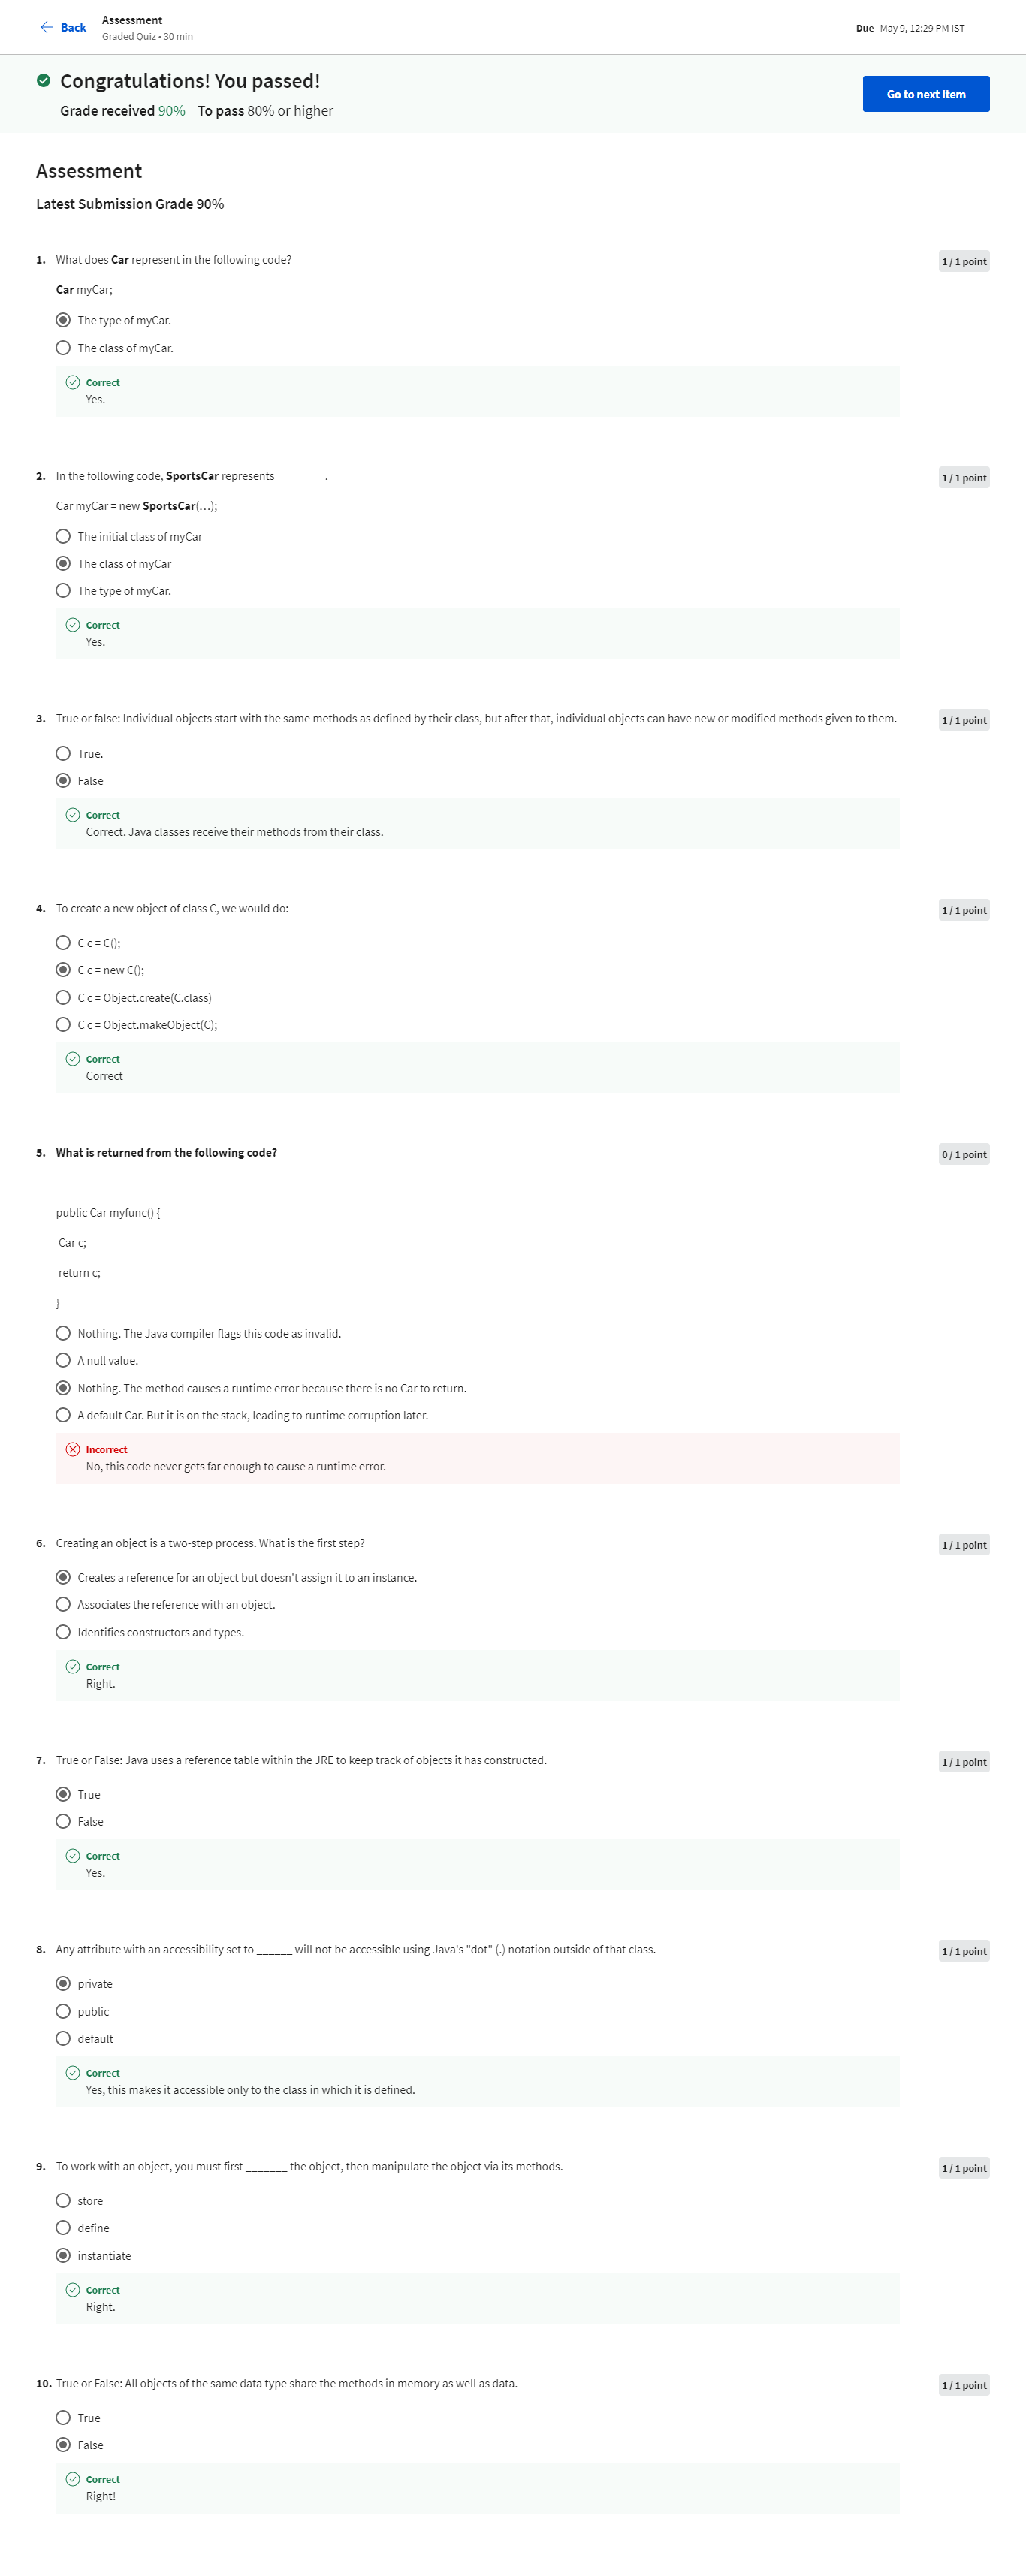 Back
Assessment
Graded Quiz • 30 min
Due May 9, 12:29 PM IST
Congratulations! You passed!
Grade received 90% To pass 80% or higher
Go to next item
Assessment
Latest Submission Grade 90%
1. What does Car represent in the following code?
1 / 1 point
Car myCar;
The type of myCar.
The class of myCar.
Correct
Yes.
2. In the following code, SportsCar represents ________.
1 / 1 point
Car myCar = new SportsCar(…);
The initial class of myCar
The class of myCar
The type of myCar.
Correct
Yes.
3. True or false: Individual objects start with the same methods as defined by their class, but after that, individual objects can have new or modified methods given to them.
1 / 1 point
True.
False
Correct
Correct. Java classes receive their methods from their class.
4. To create a new object of class C, we would do:
1 / 1 point
C c = C();
C c = new C();
C c = Object.create(C.class)
C c = Object.makeObject(C);
Correct
Correct
5. What is returned from the following code?
0 / 1 point
public Car myfunc() {
Car c;
return c;
}
Nothing. The Java compiler flags this code as invalid.
A null value.
Nothing. The method causes a runtime error because there is no Car to return.
A default Car. But it is on the stack, leading to runtime corruption later.
Incorrect
No, this code never gets far enough to cause a runtime error.
6. Creating an object is a two-step process. What is the first step?
1 / 1 point
Creates a reference for an object but doesn't assign it to an instance.
Associates the reference with an object.
Identifies constructors and types.
Correct
Right.
7. True or False: Java uses a reference table within the JRE to keep track of objects it has constructed.
1 / 1 point
True
False
Correct
Yes.
8. Any attribute with an accessibility set to ______ will not be accessible using Java's "dot" (.) notation outside of that class.
1 / 1 point
private
public
default
Correct
Yes, this makes it accessible only to the class in which it is defined.
9. To work with an object, you must first _______ the object, then manipulate the object via its methods.
1 / 1 point
store
define
instantiate
Correct
Right.
10. True or False: All objects of the same data type share the methods in memory as well as data.
1 / 1 point
True
False
Correct
Right!